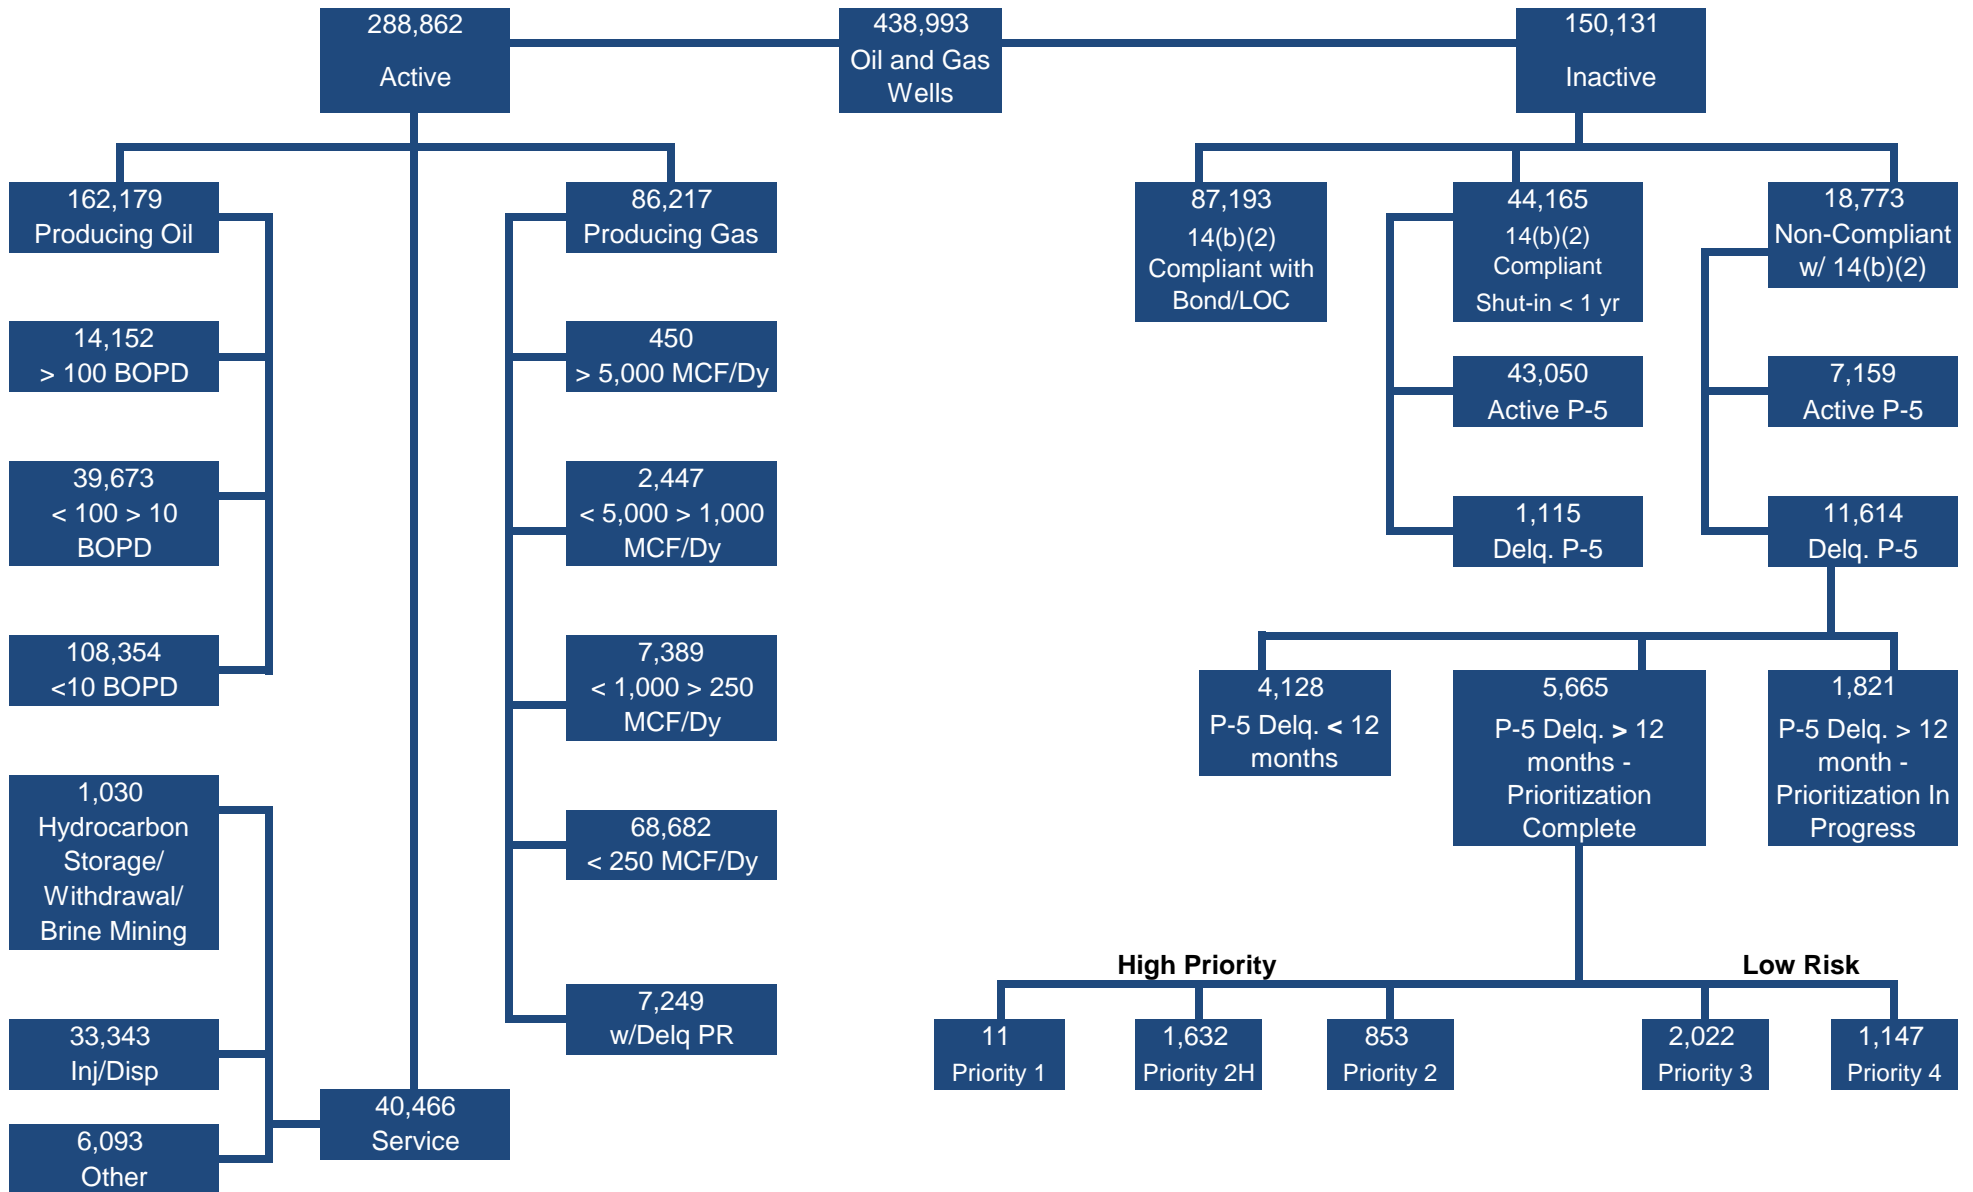 288,862
Active
438,993
Oil and Gas
Wells
150,131
Inactive
162,179
Producing Oil
14,152
> 100 BOPD
39,673
< 100 > 10
BOPD
108,354
<10 BOPD
1,030
Hydrocarbon
Storage/
Withdrawal/
Brine Mining
33,343
Inj/Disp
6,093
Other
40,466
Service
86,217
Producing Gas
450
> 5,000 MCF/Dy
2,447
< 5,000 > 1,000
MCF/Dy
7,389
< 1,000 > 250
MCF/Dy
68,682
< 250 MCF/Dy
7,249
w/Delq PR
87,193
14(b)(2)
Compliant with
Bond/LOC
44,165
14(b)(2)
Compliant
Shut-in < 1 yr
43,050
Active P-5
1,115
Delq. P-5
18,773
Non-Compliant
w/ 14(b)(2)
7,159
Active P-5
11,614
Delq. P-5
4,128
P-5 Delq. < 12
months
5,665
P-5 Delq. > 12
months -
Prioritization
Complete
1,821
P-5 Delq. > 12
month -
Prioritization In
Progress
High Priority
Low Risk
11
Priority 1
1,632
Priority 2H
853
Priority 2
2,022
Priority 3
1,147
Priority 4